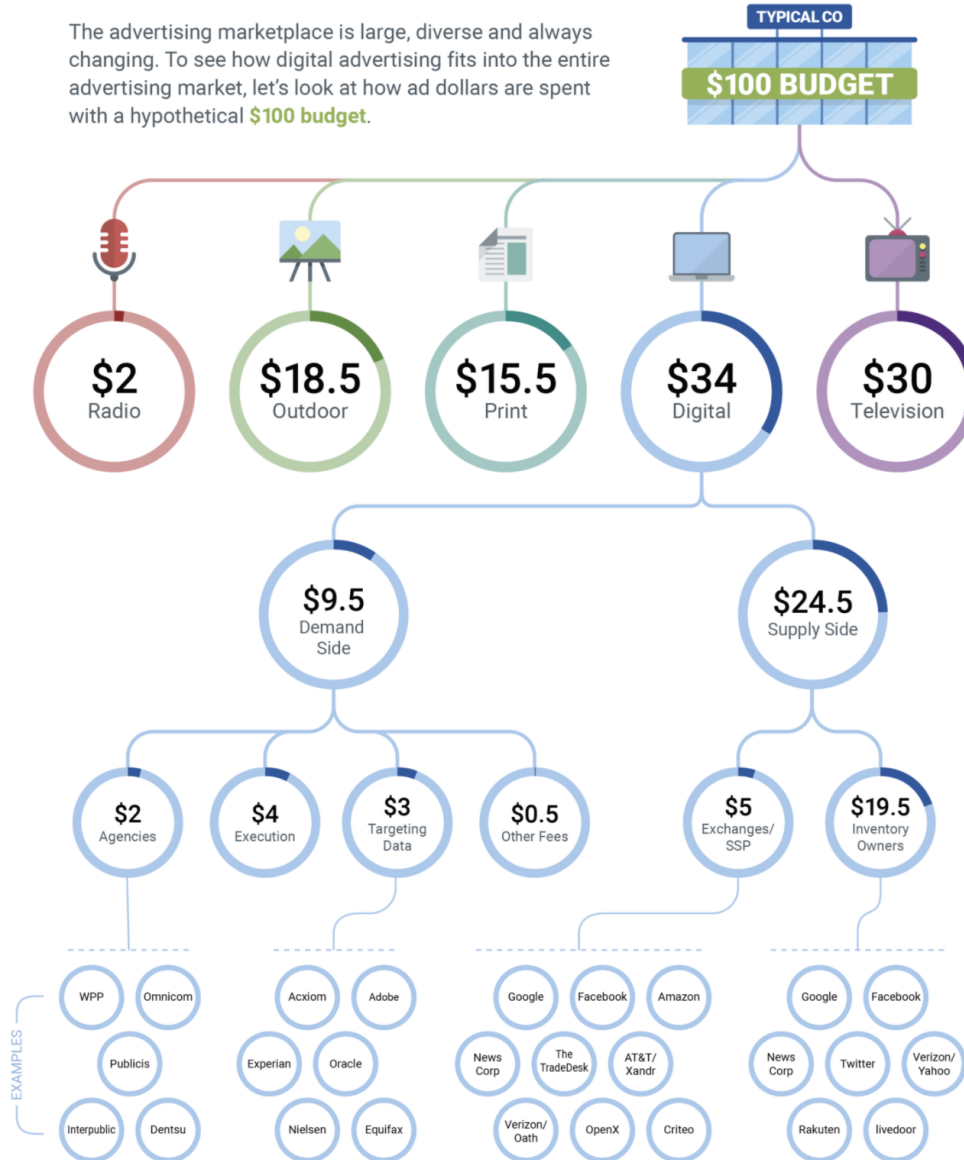 TYPICAL CO
$100 BUDGET
The advertising marketplace is large, diverse and always
changing. To see how digital advertising fits into the entire
advertising market, let's look at how ad dollars are spent
with a hypothetical $100 budget.
$2
Radio
$18.5
Outdoor
$15.5
Print
$34
Digital
$30
Television
$9.5
Demand
Side
$24.5
Supply Side
$2
Agencies
$4
Execution
$3
Targeting
Data
$0.5
Other Fees
$5
Exchanges/
SSP
$19.5
Inventory
Owners
EXAMPLES
WPP
Omnicom
Publicis
Interpublic
Dentsu
Acxiom
Adobe
Experian
Oracle
Nielsen
Equifax
Google
Facebook
Amazon
News
Corp
The
TradeDesk
AT&T/
Xandr
Verizon/
Oath
OpenX
Criteo
Google
Facebook
News
Corp
Twitter
Verizon/
Yahoo
Rakuten
livedoor